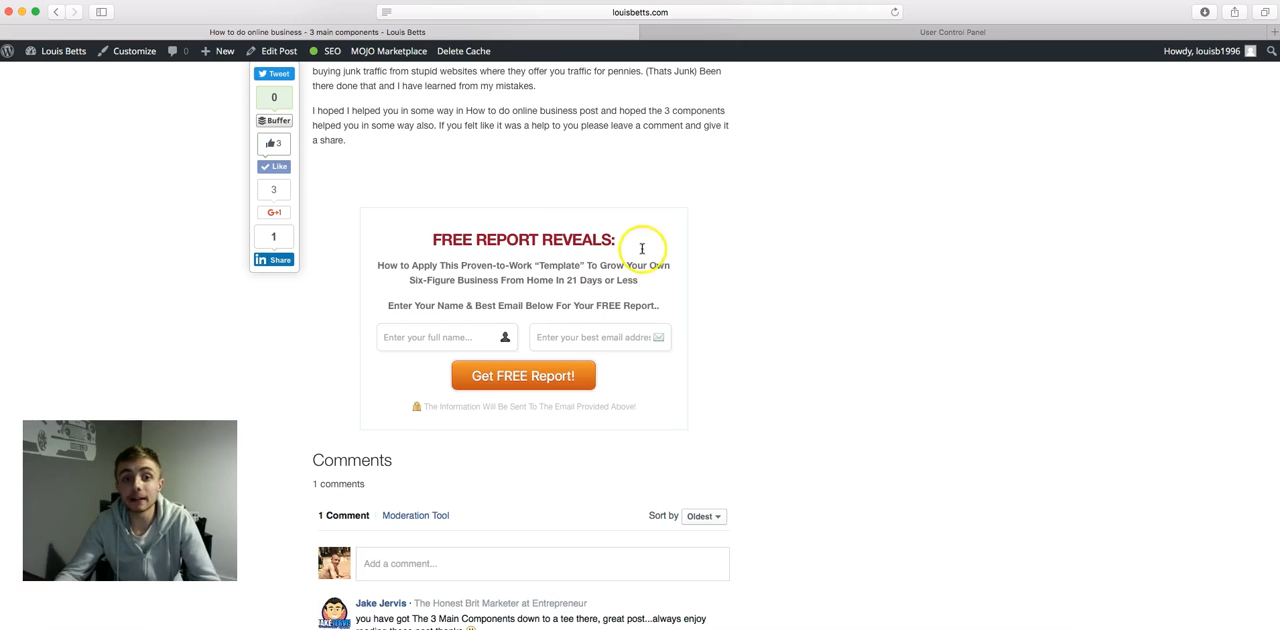 louisbetts.com
How to do online business - 3 main components - Louis Betts
User Control Panel
Louis Betts Customize 0 New Edit Post SEO MOJO Marketplace Delete Cache Howdy, louisb1996
buying junk traffic from stupid websites where they offer you traffic for pennies. (Thats Junk) Been
there done that and I have learned from my mistakes.
I hoped I helped you in some way in How to do online business post and hoped the 3 components
helped you in some way also. If you felt like it was a help to you please leave a comment and give it
a share.
Tweet
0
Buffer
3
Like
3
G+1
1
in Share
FREE REPORT REVEALS:
How to Apply This Proven-to-Work “Template” To Grow Your Own
Six-Figure Business From Home In 21 Days or Less
Enter Your Name & Best Email Below For Your FREE Report..
Enter your full name...
Enter your best email addre
Get FREE Report!
The Information Will Be Sent To The Email Provided Above!
Comments
1 comments
1 Comment Moderation Tool Sort by Oldest
Add a comment...
Jake Jervis · The Honest Brit Marketer at Entrepreneur
you have got The 3 Main Components down to a tee there, great post...always enjoy